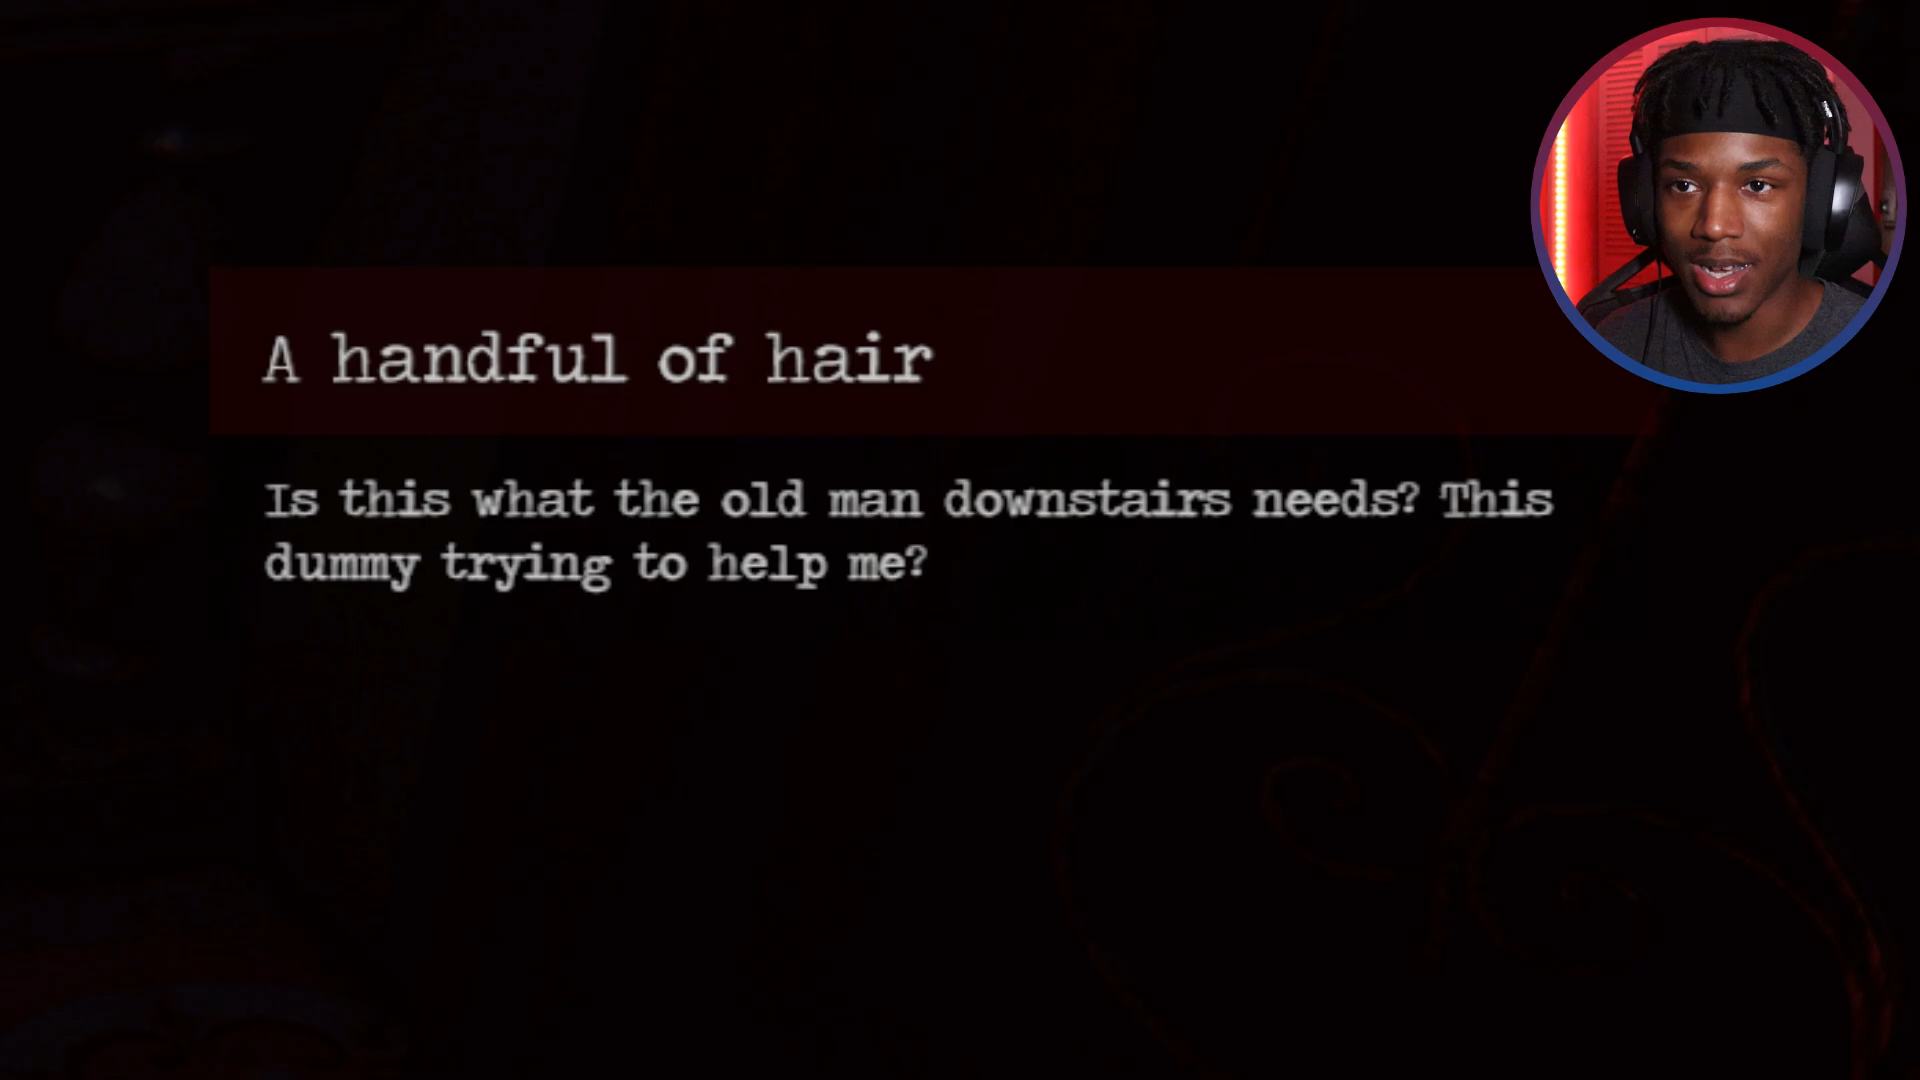 A handful of hair
Is this what the old man downstairs needs? This
dummy trying to help me?